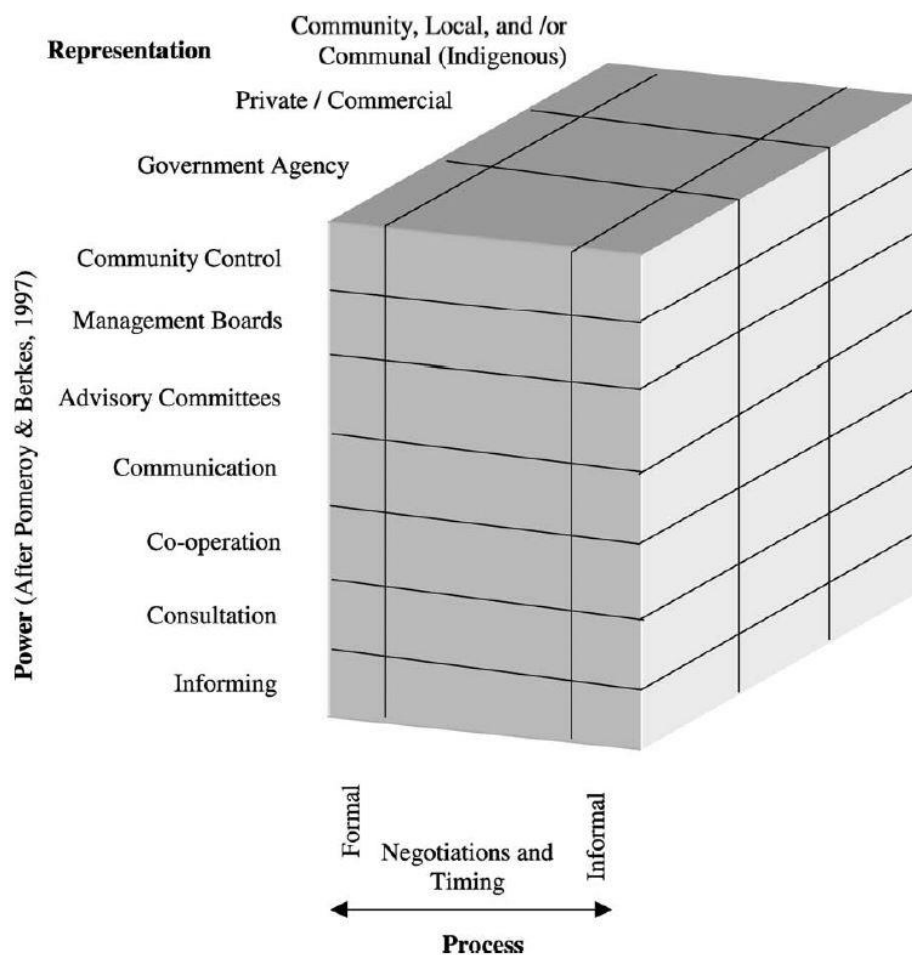 Community, Local, and /or
Communal (Indigenous)
Representation
Private / Commercial
Government Agency
Community Control
Management Boards
Advisory Committees
Communication
Co-operation
Consultation
Informing
Power (After Pomeroy & Berkes, 1997)
Formal
Negotiations and
Timing
Informal
Process